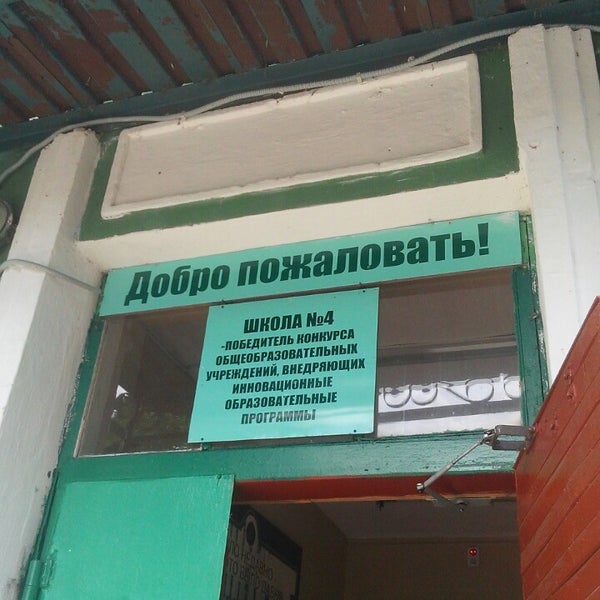 Добро пожаловать!
ШКОЛА №4
-ПОБЕДИТЕЛЬ КОНКУРСА
ОБЩЕОБРАЗОВАТЕЛЬНЫХ
УЧРЕЖДЕНИЙ, ВНЕДРЯЮЩИХ
ИННОВАЦИОННЫЕ
ОБРАЗОВАТЕЛЬНЫЕ
ПРОГРАММЫ